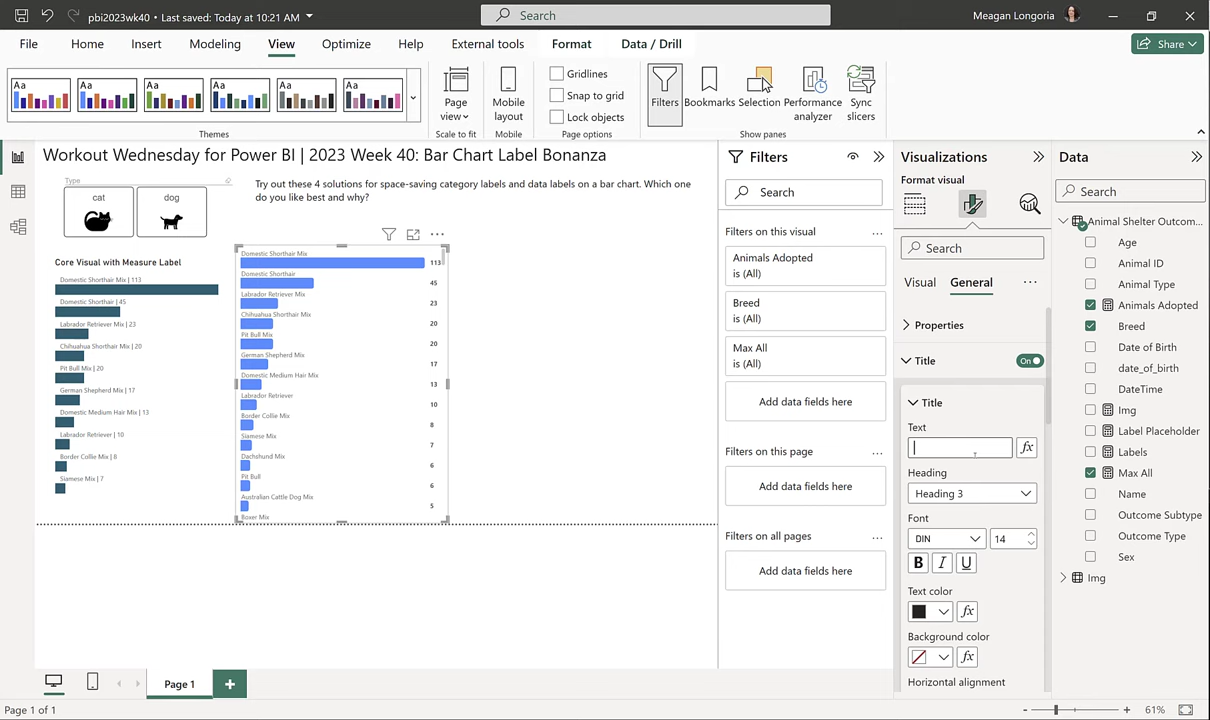 pbi2023wk40 • Last saved: Today at 10:21 AM
Search
Meagan Longoria
File Home Insert Modeling View Optimize Help External tools Format Data / Drill
Share
Aa Aa Aa Aa Aa Aa
Page view
Mobile layout
Gridlines
Snap to grid
Lock objects
Filters
Bookmarks
Selection
Performance analyzer
Sync slicers
Themes
Scale to fit
Mobile
Page options
Show panes
Workout Wednesday for Power BI | 2023 Week 40: Bar Chart Label Bonanza
Type
cat
dog
Try out these 4 solutions for space-saving category labels and data labels on a bar chart. Which one
do you like best and why?
Core Visual with Measure Label
Domestic Shorthair Mix | 113
Domestic Shorthair | 45
Labrador Retriever Mix | 23
Chihuahua Shorthair Mix | 20
Pit Bull Mix | 20
German Shepherd Mix | 17
Domestic Medium Hair Mix | 13
Labrador Retriever | 10
Border Collie Mix | 8
Siamese Mix | 7
Domestic Shorthair Mix
113
Domestic Shorthair
45
Labrador Retriever Mix
23
Chihuahua Shorthair Mix
20
Pit Bull Mix
20
German Shepherd Mix
17
Domestic Medium Hair Mix
13
Labrador Retriever
10
Border Collie Mix
8
Siamese Mix
7
Dachshund Mix
6
Pit Bull
6
Australian Cattle Dog Mix
5
Boxer Mix
Filters
Search
Filters on this visual
Animals Adopted
is (All)
Breed
is (All)
Max All
is (All)
Add data fields here
Filters on this page
Add data fields here
Filters on all pages
Add data fields here
Visualizations
Format visual
Search
Visual General
Properties
Title On
Title
Text
fx
Heading
Heading 3
Font
DIN 14
B I U
Text color
fx
Background color
fx
Horizontal alignment
Data
Search
Animal Shelter Outcom...
Age
Animal ID
Animal Type
Animals Adopted
Breed
Date of Birth
date_of_birth
DateTime
Img
Label Placeholder
Labels
Max All
Name
Outcome Subtype
Outcome Type
Sex
Img
Page 1
Page 1 of 1
61%